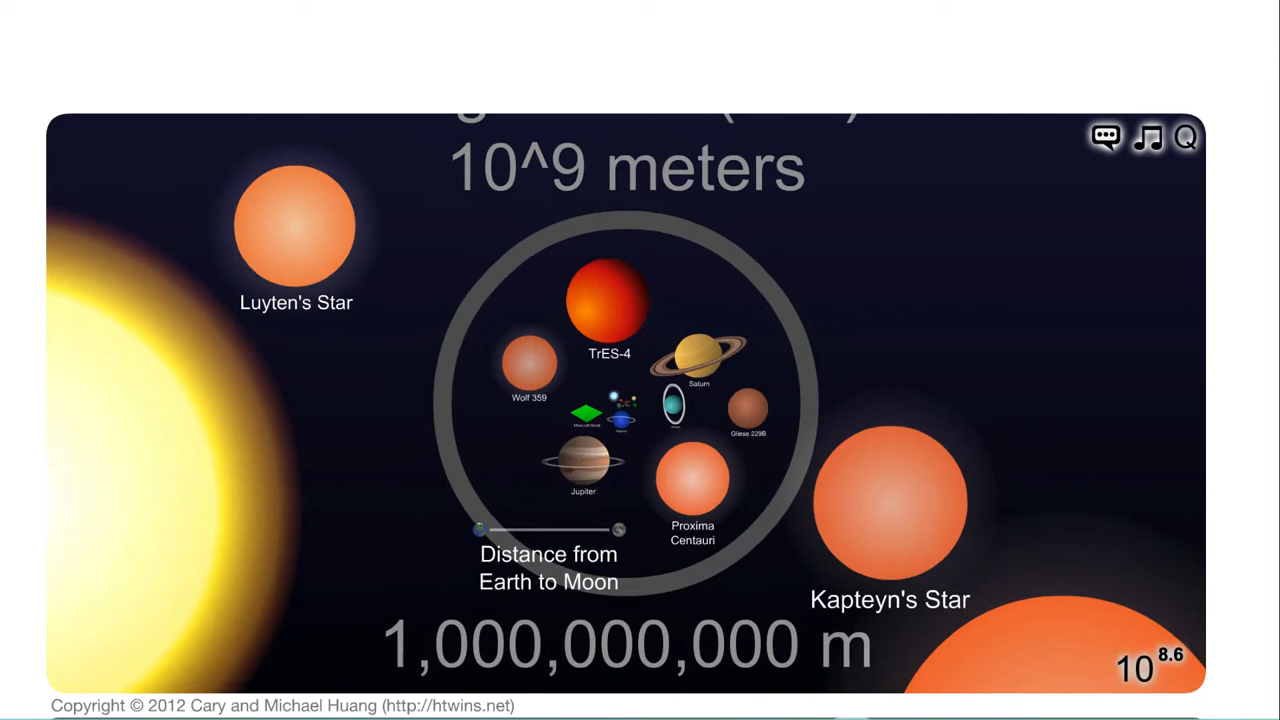 10^9 meters
Luyten's Star
TrES-4
Wolf 359
Saturn
Gliese 229B
Jupiter
Proxima
Centauri
Distance from
Earth to Moon
Kapteyn's Star
1,000,000,000 m
10^8.6
Copyright © 2012 Cary and Michael Huang (http://htwins.net)